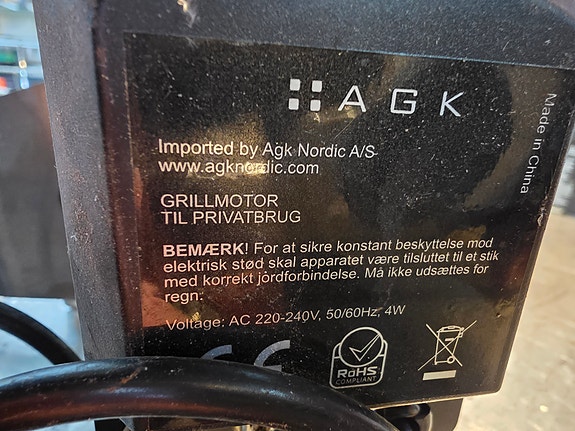 AGK
Made in China
Imported by Agk Nordic A/S
www.agknordic.com
GRILLMOTOR
TIL PRIVATBRUG
BEMÆRK! For at sikre konstant beskyttelse mod
elektrisk stød skal apparatet være tilsluttet til et stik
med korrekt jördforbindelse. Må ikke udsættes for
regn.
Voltage: AC 220-240V, 50/60Hz, 4W
CE
RoHS
COMPLIANT